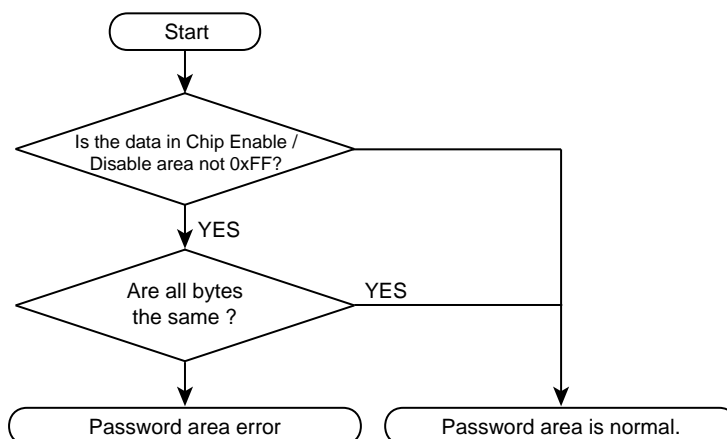 Start
Is the data in Chip Enable /
Disable area not 0xFF?
YES
Are all bytes
the same ?
YES
Password area error
Password area is normal.